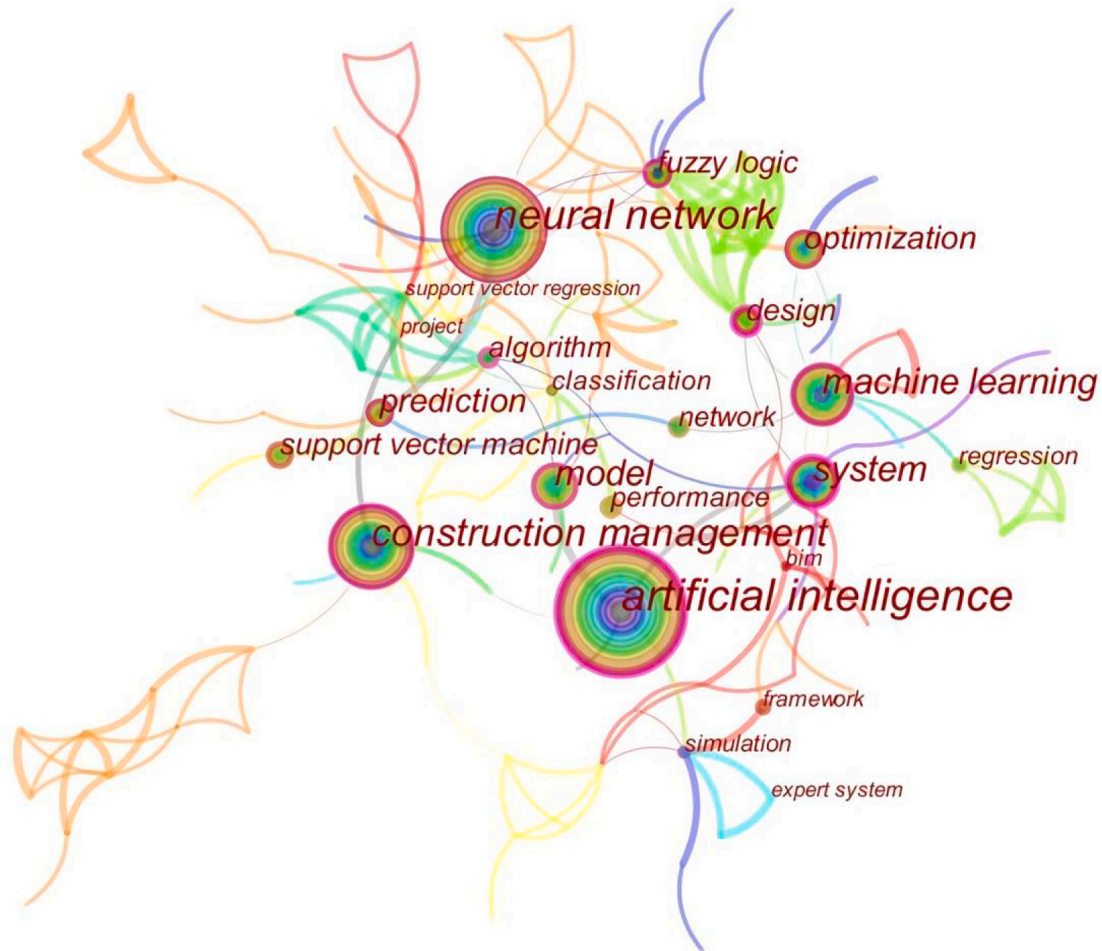 fuzzy logic
neural network
optimization
support vector regression
design
project
algorithm
classification
machine learning
prediction
network
support vector machine
regression
model
system
performance
construction management
bim
artificial intelligence
framework
simulation
expert system